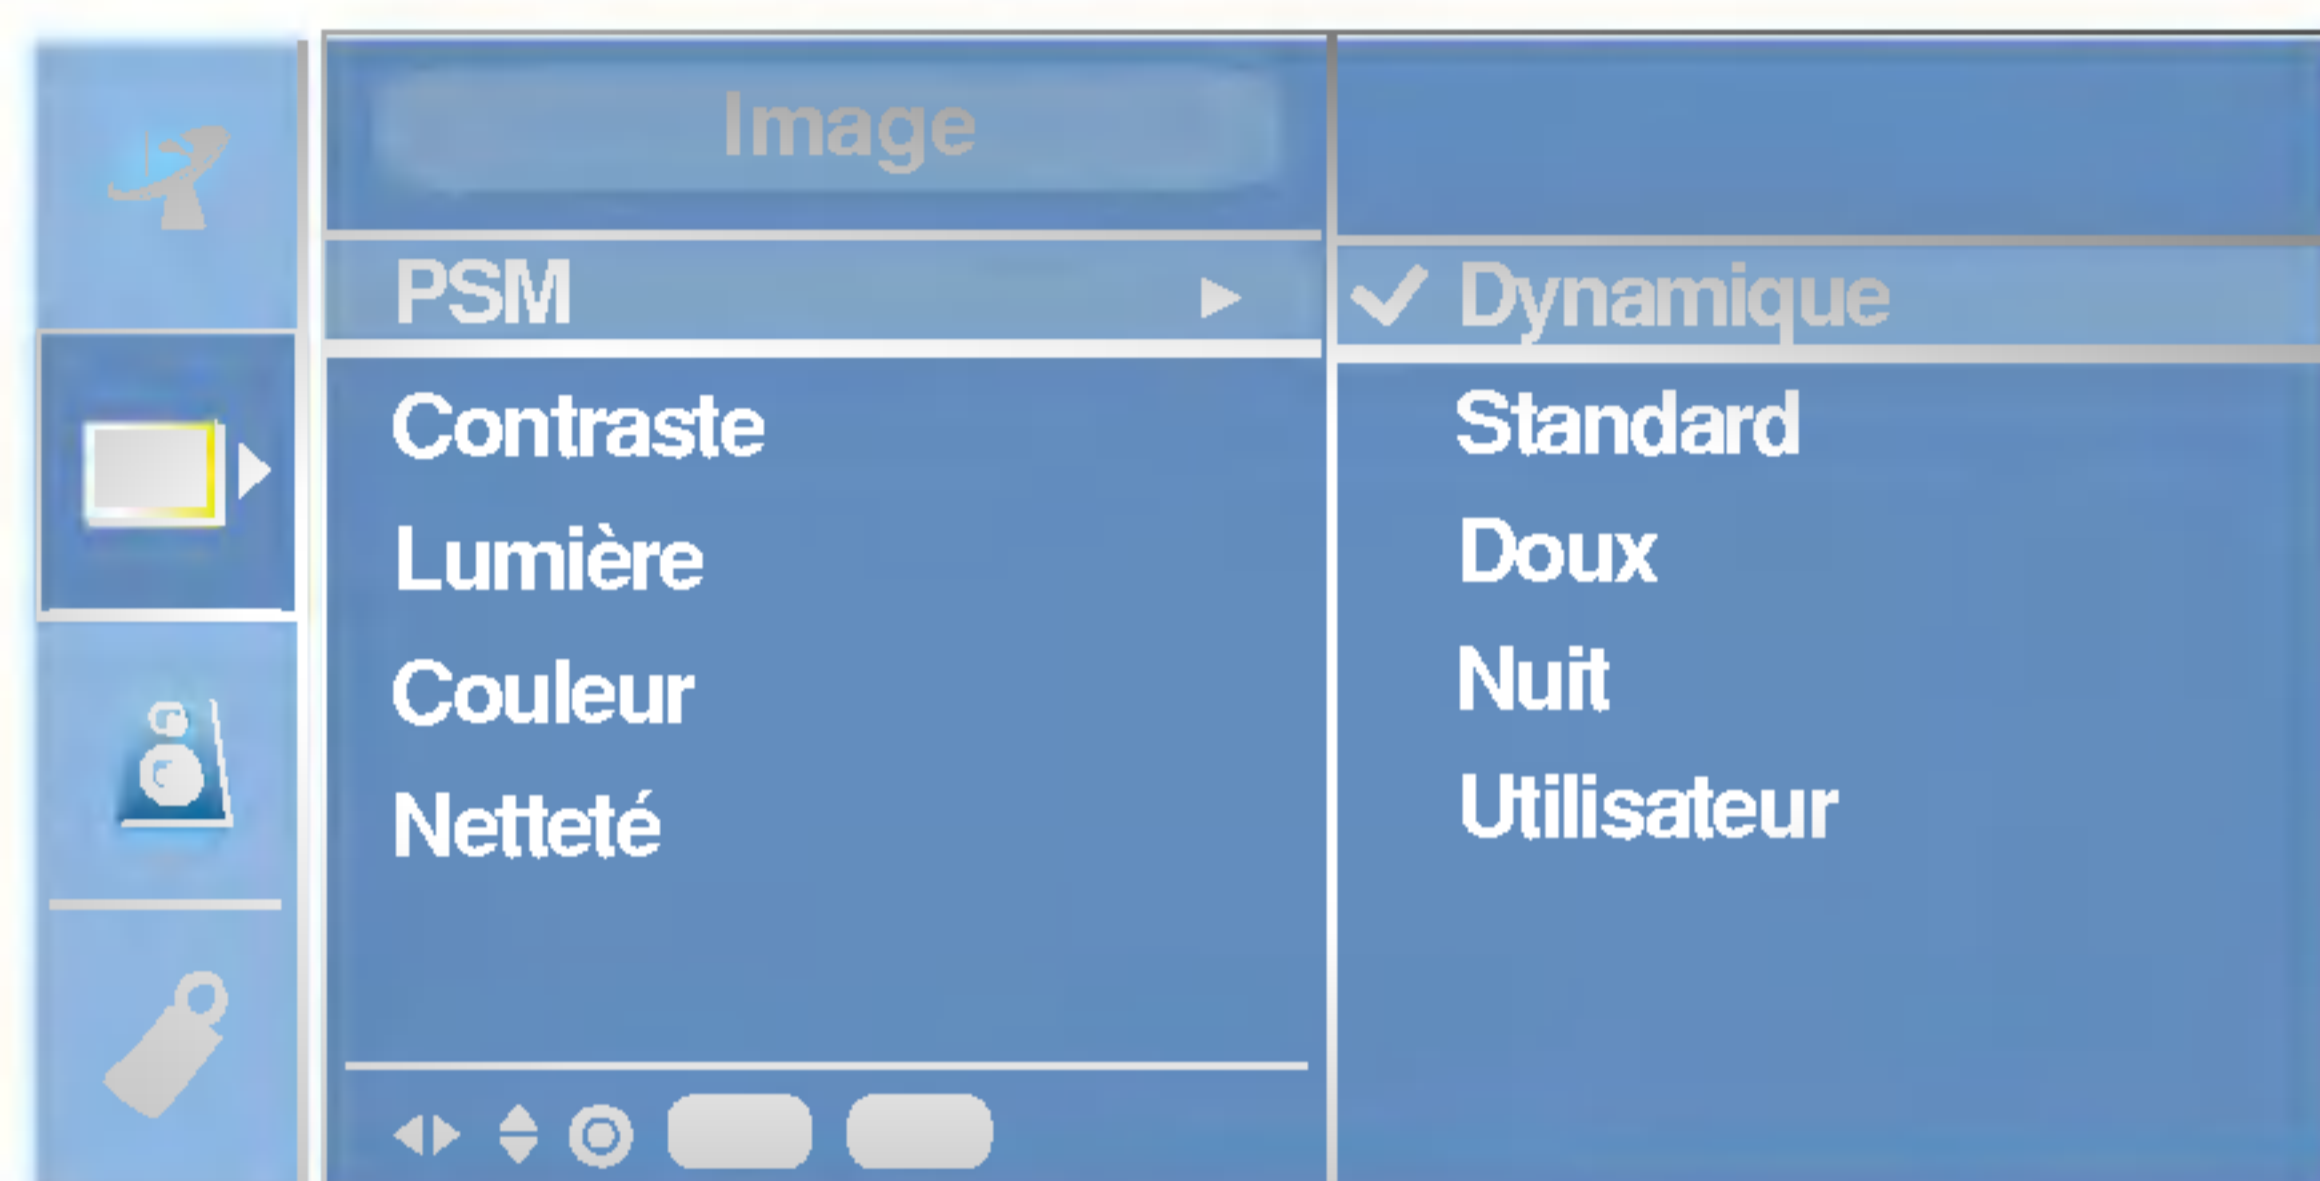 Image
PSM
Contraste
Lumière
Couleur
Netteté
Dynamique
Standard
Doux
Nuit
Utilisateur